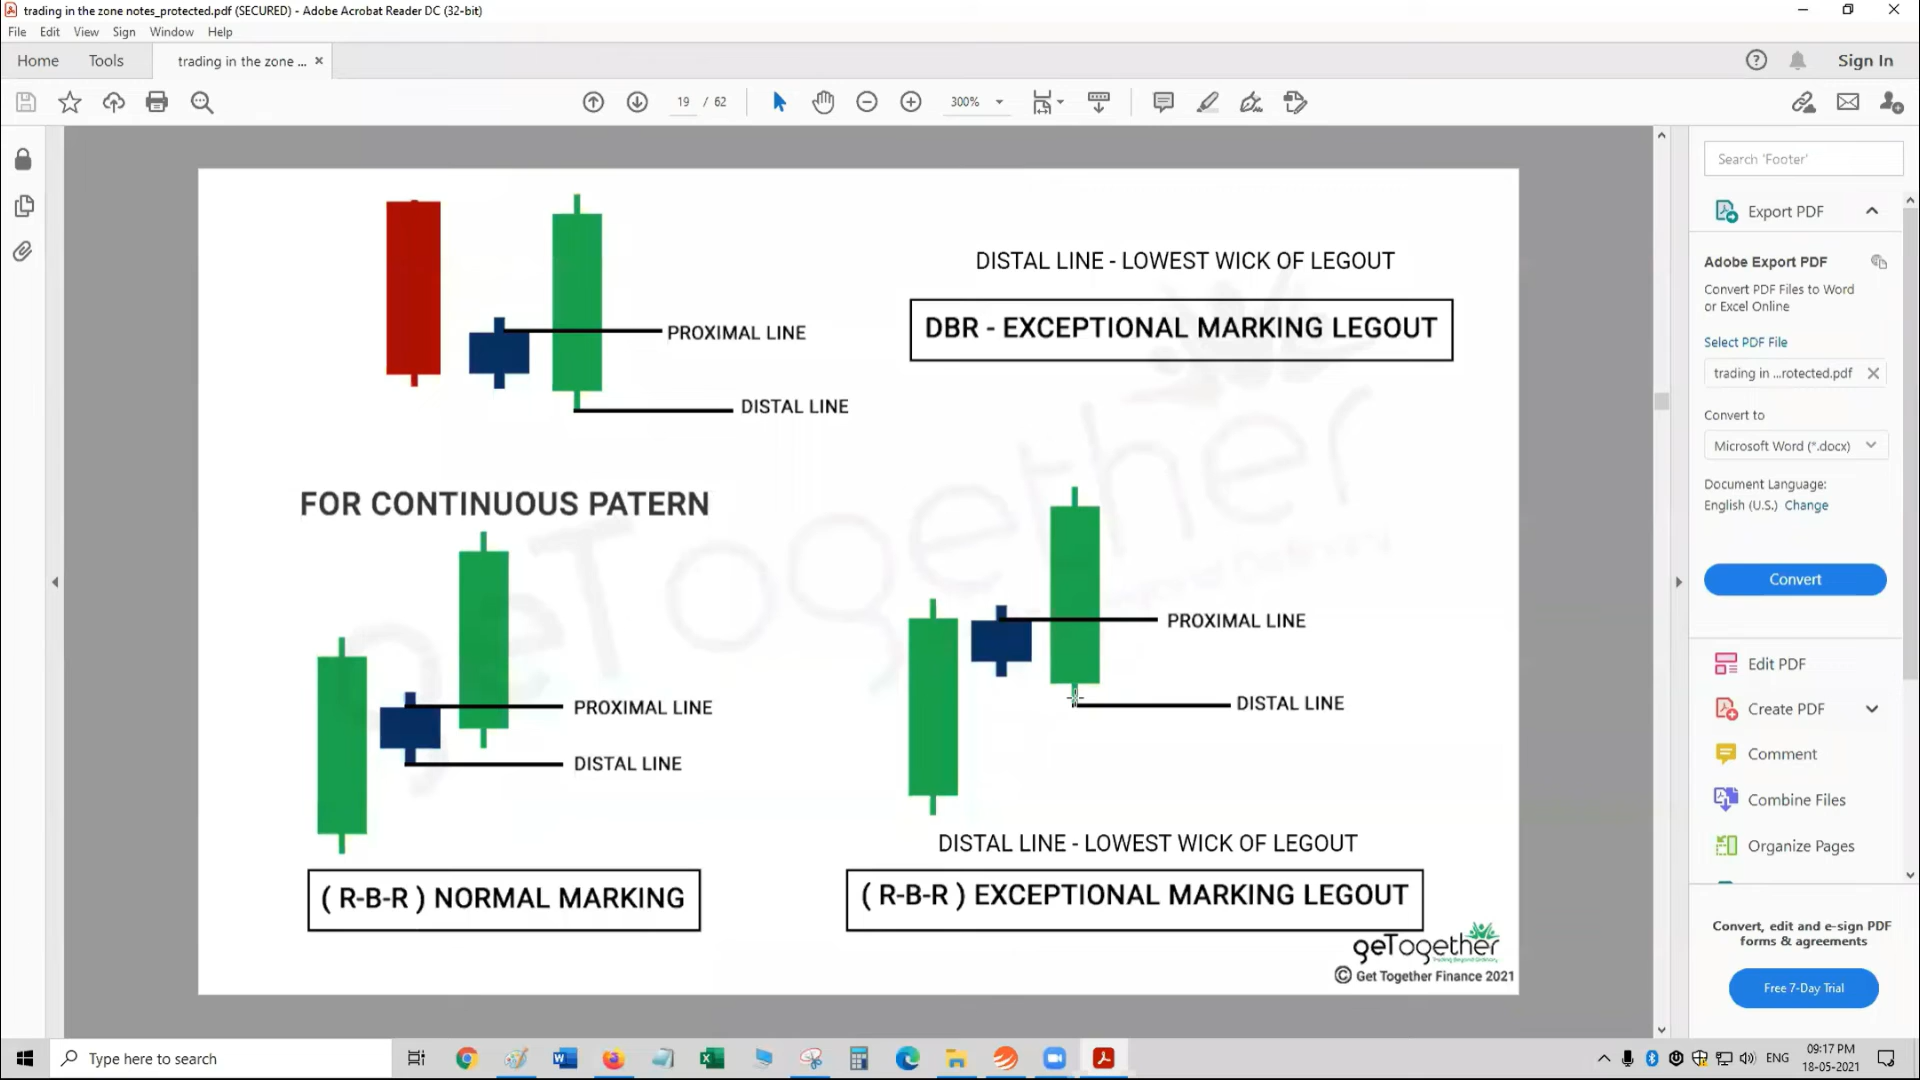 trading in the zone notes_protected.pdf (SECURED) - Adobe Acrobat Reader DC (32-bit)
File Edit View Sign Window Help
Home Tools trading in the zone ... × Sign In
19 / 62 300%
Search 'Footer'
Export PDF
Adobe Export PDF
Convert PDF Files to Word
or Excel Online
Select PDF File
trading in ...rotected.pdf
Convert to
Microsoft Word (*.docx)
Document Language:
English (U.S.) Change
Convert
Edit PDF
Create PDF
Comment
Combine Files
Organize Pages
Convert, edit and e-sign PDF
forms & agreements
Free 7-Day Trial
DISTAL LINE - LOWEST WICK OF LEGOUT
DBR - EXCEPTIONAL MARKING LEGOUT
PROXIMAL LINE
DISTAL LINE
FOR CONTINUOUS PATERN
PROXIMAL LINE
DISTAL LINE
( R-B-R ) NORMAL MARKING
PROXIMAL LINE
DISTAL LINE
DISTAL LINE - LOWEST WICK OF LEGOUT
( R-B-R ) EXCEPTIONAL MARKING LEGOUT
geTogether
© Get Together Finance 2021
geTogether
Type here to search
ENG
09:17 PM
18-05-2021